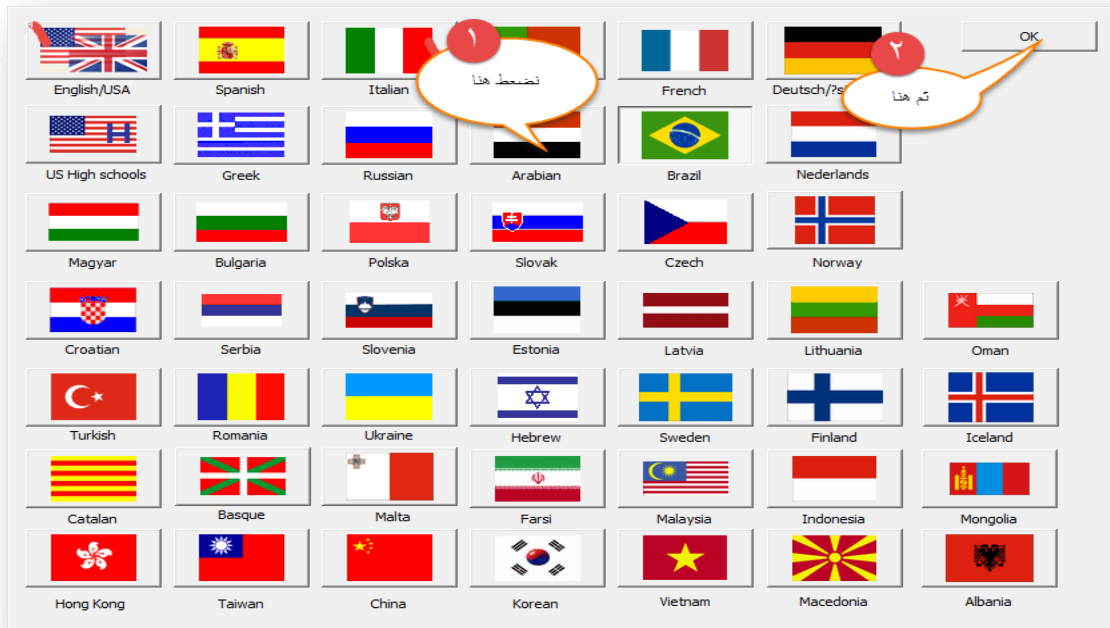 OK
١
٢
نضعط هنا
ثم هنا
English/USA Spanish Italian French Deutsch/?s
US High schools Greek Russian Arabian Brazil Nederlands
Magyar Bulgaria Polska Slovak Czech Norway
Croatian Serbia Slovenia Estonia Latvia Lithuania Oman
Turkish Romania Ukraine Hebrew Sweden Finland Iceland
Catalan Basque Malta Farsi Malaysia Indonesia Mongolia
Hong Kong Taiwan China Korean Vietnam Macedonia Albania